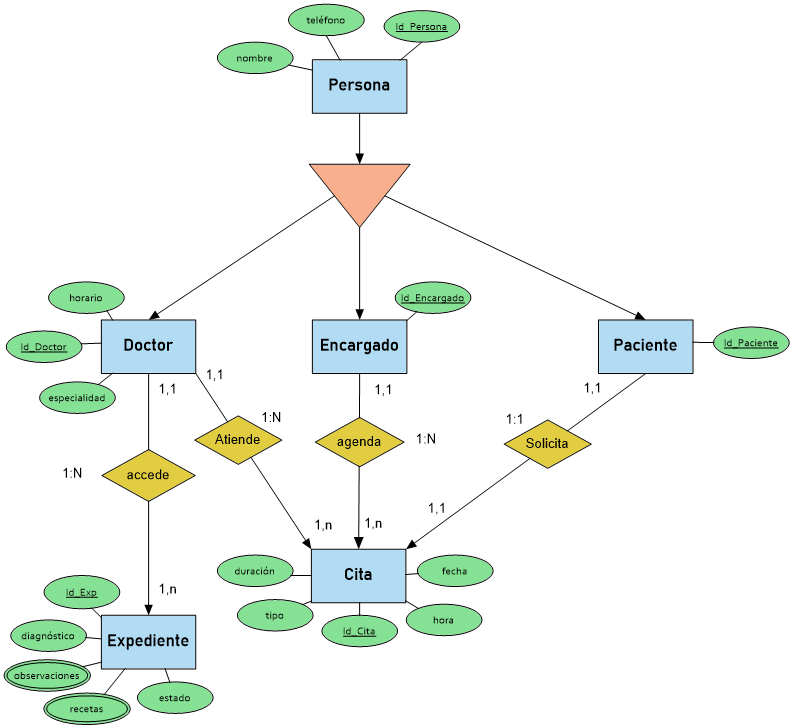 teléfono
Id_Persona
nombre
Persona
Id_Encargado
horario
Id_Doctor
Doctor
Encargado
Paciente
Id_Paciente
especialidad
1,1
1,1
1,1
1,1
1:N
1:N
1:1
Atiende
agenda
Solicita
1:N
accede
1,n
1,n
1,1
duración
Cita
fecha
tipo
Id_Cita
hora
1,n
Id_Exp
diagnóstico
Expediente
observaciones
recetas
estado